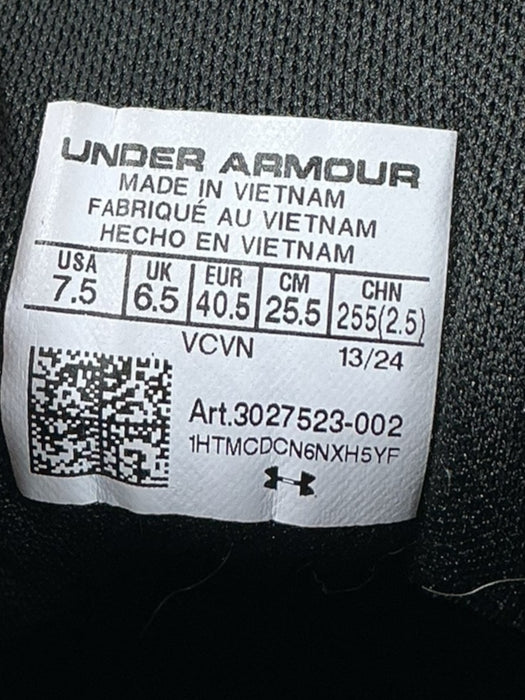 UNDER ARMOUR
MADE IN VIETNAM
FABRIQUÉ AU VIETNAM
HECHO EN VIETNAM
USA UK EUR CM CHN
7.5 6.5 40.5 25.5 255(2.5)
VCVN 13/24
Art.3027523-002
1HTMCDCN6NXH5YF